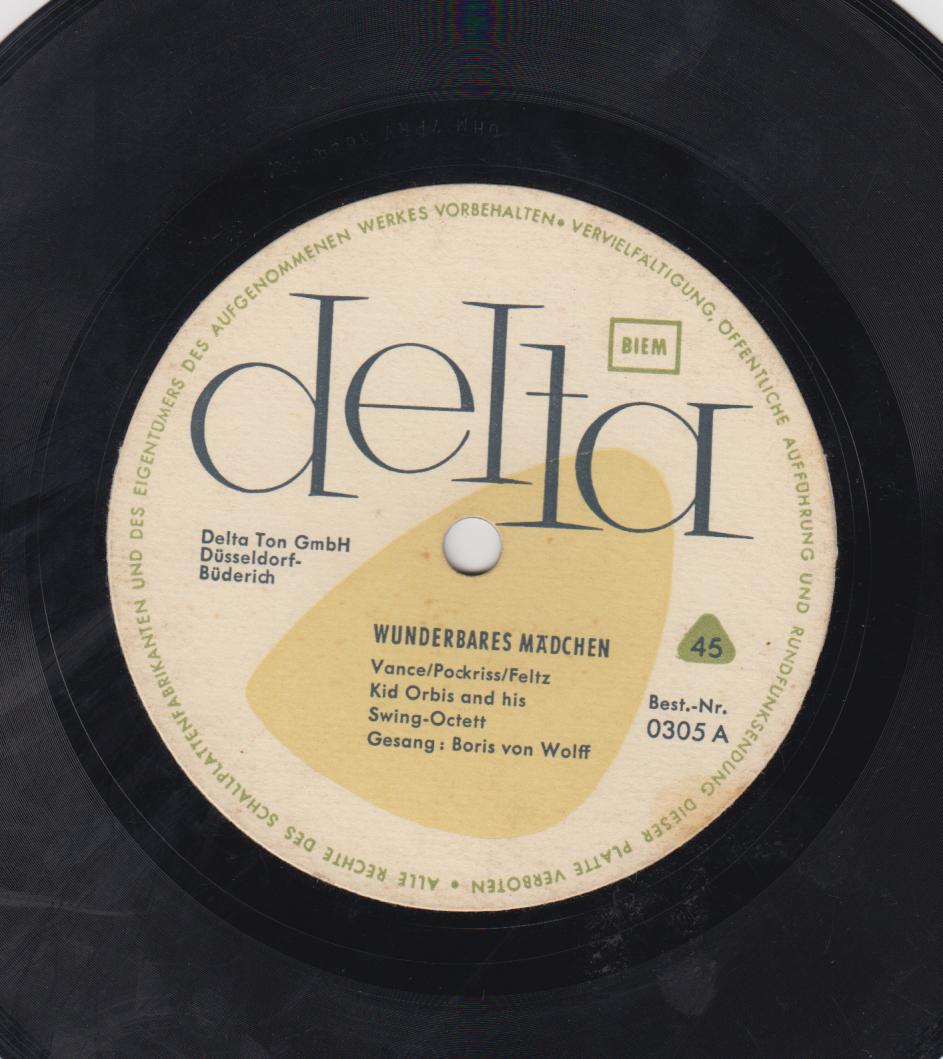 ALLE RECHTE DES SCHALLPLATTENFABRIKANTEN UND DES EIGENTÜMERS DES AUFGENOMMENEN WERKES VORBEHALTEN • VERVIELFÄLTIGUNG, ÖFFENTLICHE AUFFÜHRUNG UND RUNDFUNKSENDUNG DIESER PLATTE VERBOTEN •
delta
BIEM
Delta Ton GmbH
Düsseldorf-
Büderich
WUNDERBARES MÄDCHEN
Vance/Pockriss/Feltz
Kid Orbis and his
Swing-Octett
Gesang: Boris von Wolff
45
Best.-Nr.
0305 A